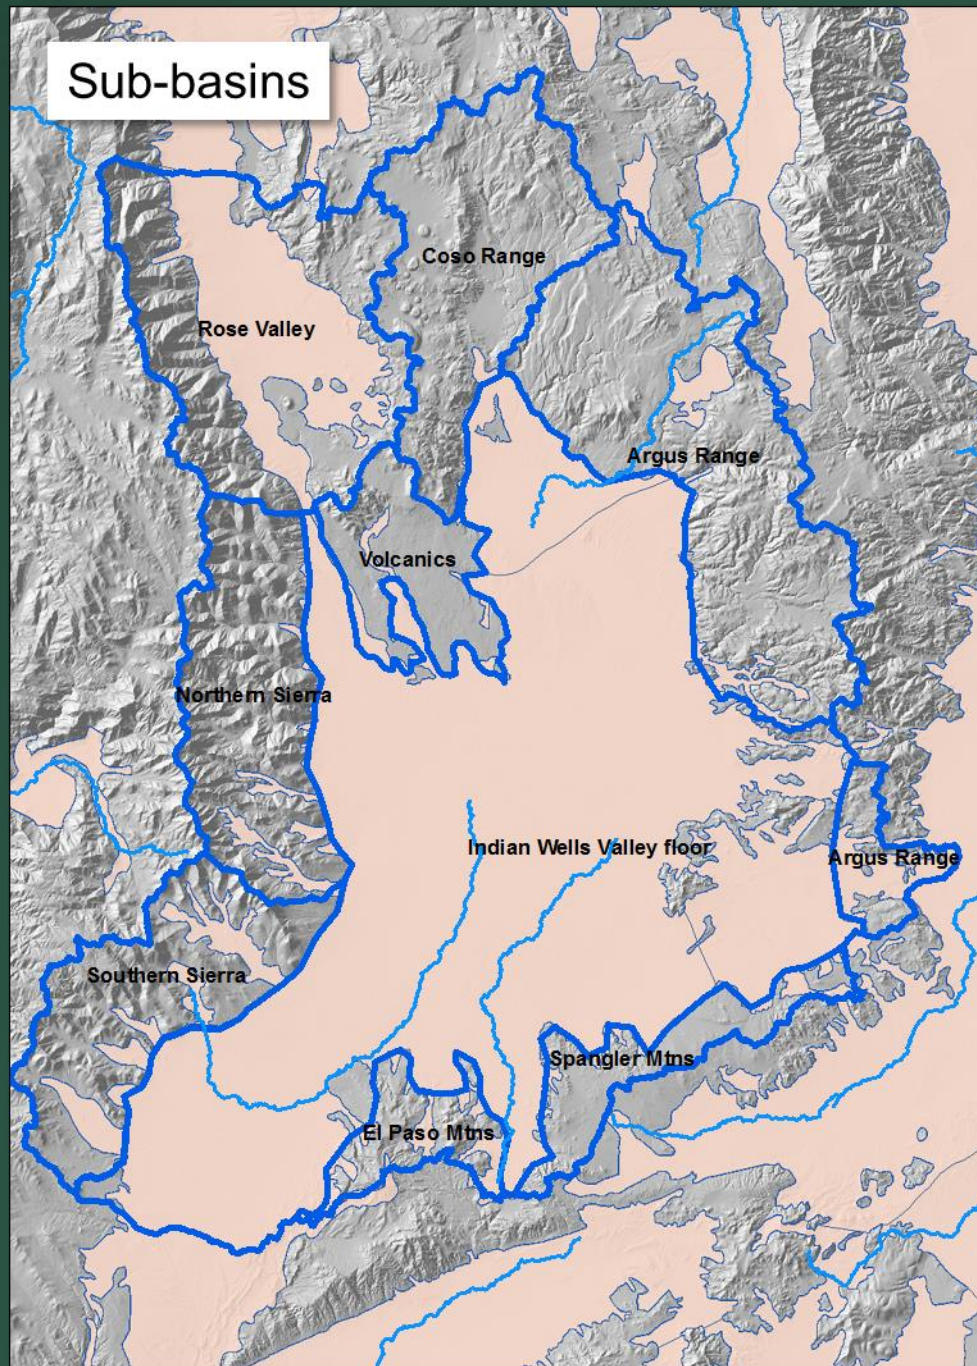 Sub-basins
Coso Range
Rose Valley
Argus Range
Volcanics
Northern Sierra
Indian Wells Valley floor
Argus Range
Southern Sierra
Spangler Mtns
El Paso Mtns